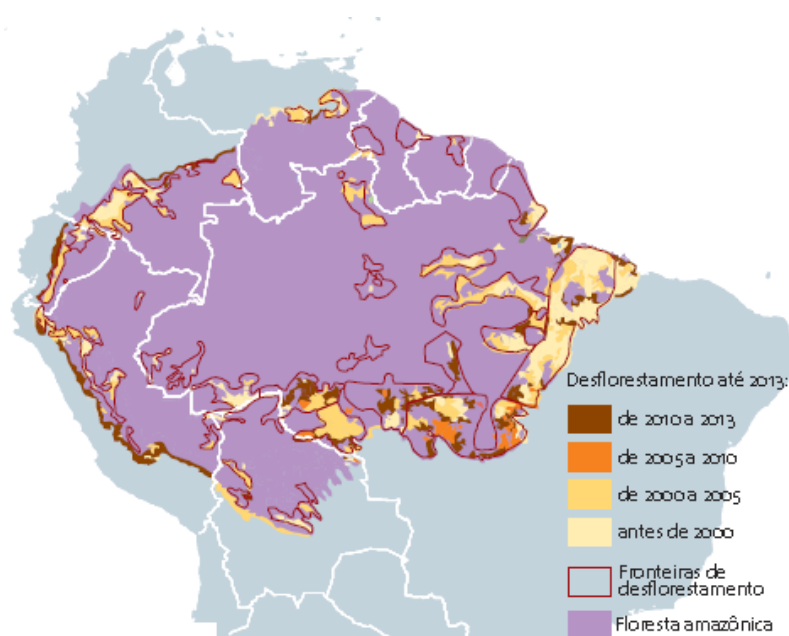 Desflorestamento até 2013:
de 2010 a 2013
de 2005 a 2010
de 2000 a 2005
antes de 2000
Fronteiras de
desflorestamento
Floresta amazônica